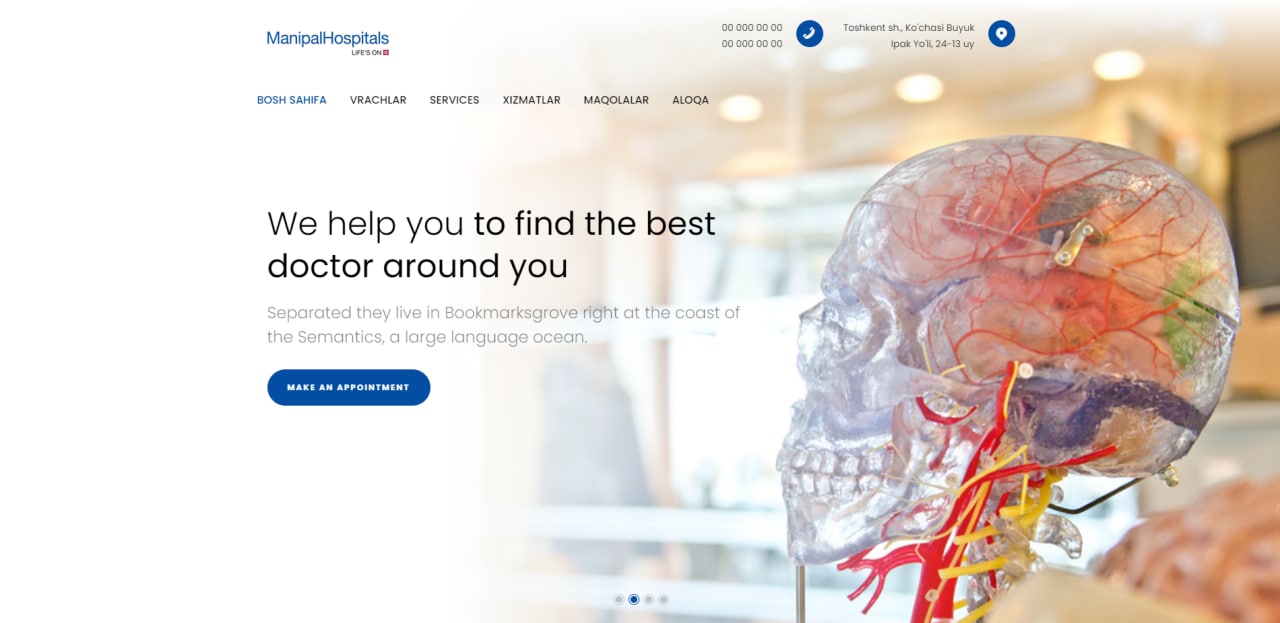 ManipalHospitals
LIFE'S ON
00 000 00 00
00 000 00 00
Toshkent sh., Ko'chasi Buyuk
Ipak Yo'li, 24-13 uy
BOSH SAHIFA VRACHLAR SERVICES XIZMATLAR MAQOLALAR ALOQA
We help you to find the best
doctor around you
Separated they live in Bookmarksgrove right at the coast of
the Semantics, a large language ocean.
MAKE AN APPOINTMENT